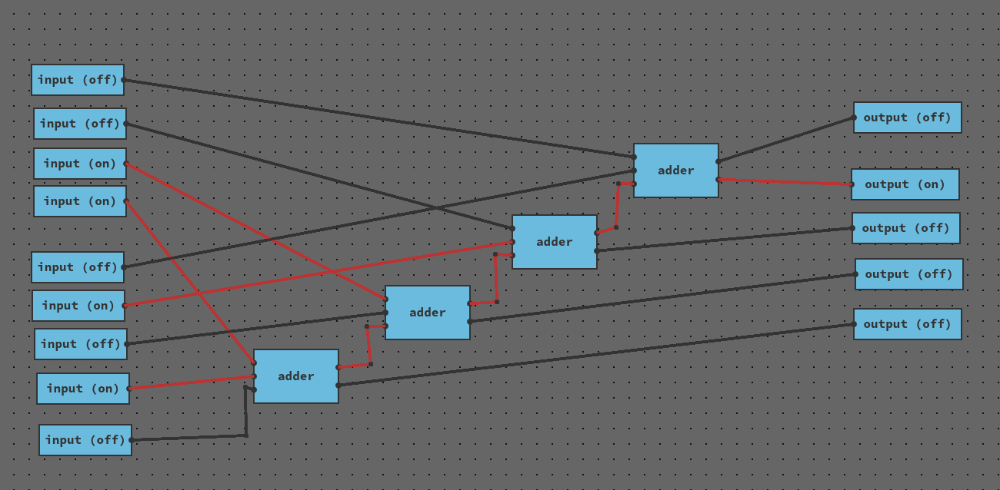 input (off)
input (off)
input (on)
input (on)
input (off)
input (on)
input (off)
input (on)
input (off)
adder
adder
adder
adder
output (off)
output (on)
output (off)
output (off)
output (off)